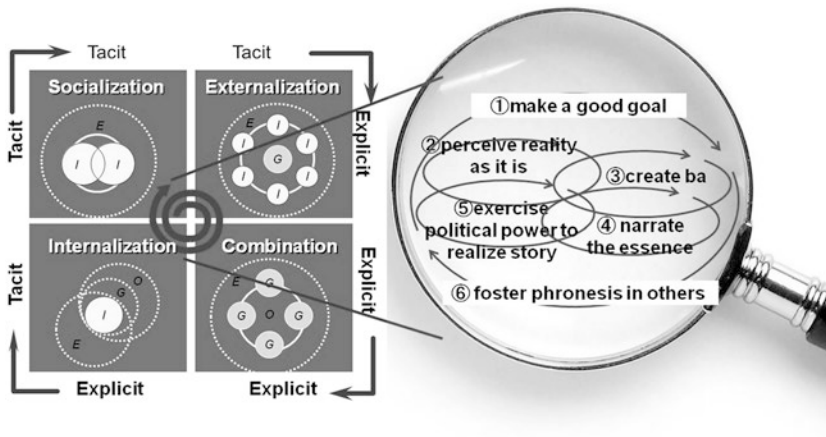 Tacit
Tacit
Socialization
Externalization
Tacit
Explicit
E
I
I
E
I
I
I
I
I
I
G
Internalization
Combination
Tacit
Explicit
O
G
I
E
E
G
G
O
G
G
Explicit
Explicit
①make a good goal
②perceive reality
as it is
③create ba
⑤exercise
political power to
realize story
④ narrate
the essence
⑥ foster phronesis in others